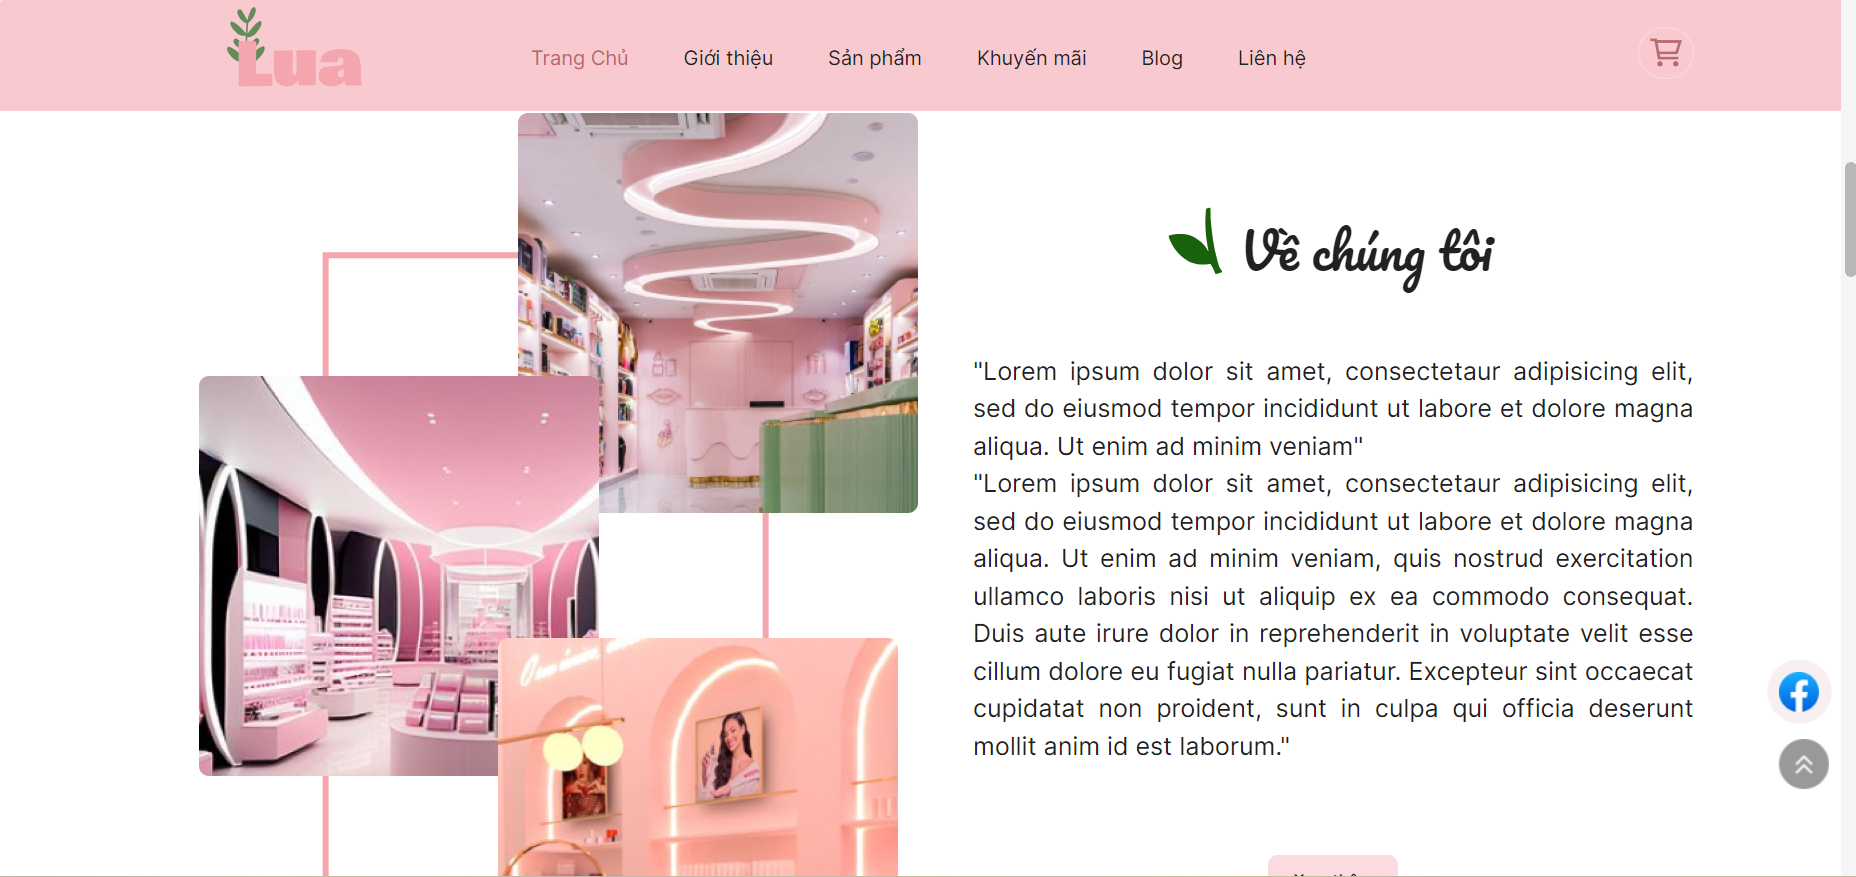 Lua
Trang Chủ
Giới thiệu
Sản phẩm
Khuyến mãi
Blog
Liên hệ
Về chúng tôi
"Lorem ipsum dolor sit amet, consectetaur adipisicing elit,
sed do eiusmod tempor incididunt ut labore et dolore magna
aliqua. Ut enim ad minim veniam"
"Lorem ipsum dolor sit amet, consectetaur adipisicing elit,
sed do eiusmod tempor incididunt ut labore et dolore magna
aliqua. Ut enim ad minim veniam, quis nostrud exercitation
ullamco laboris nisi ut aliquip ex ea commodo consequat.
Duis aute irure dolor in reprehenderit in voluptate velit esse
cillum dolore eu fugiat nulla pariatur. Excepteur sint occaecat
cupidatat non proident, sunt in culpa qui officia deserunt
mollit anim id est laborum."